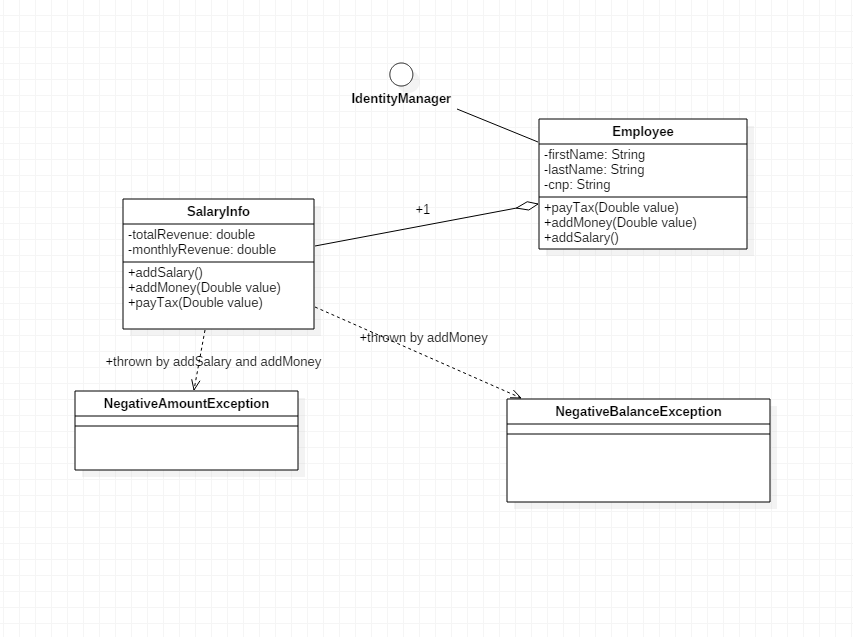 IdentityManager
Employee
-firstName: String
-lastName: String
-cnp: String
+payTax(Double value)
+addMoney(Double value)
+addSalary()
+1
SalaryInfo
-totalRevenue: double
-monthlyRevenue: double
+addSalary()
+addMoney(Double value)
+payTax(Double value)
+thrown by addMoney
+thrown by addSalary and addMoney
NegativeAmountException
NegativeBalanceException